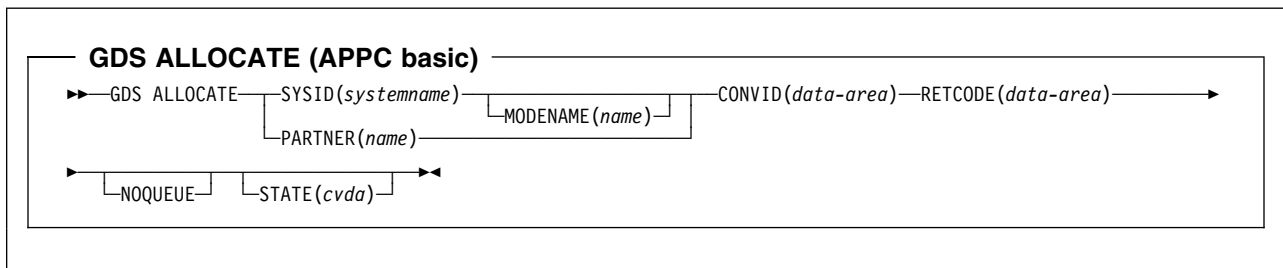 GDS ALLOCATE (APPC basic)
GDS ALLOCATE SYSID(systemname) MODENAME(name) CONVID(data-area) RETCODE(data-area)
PARTNER(name)
NOQUEUE STATE(cvda)